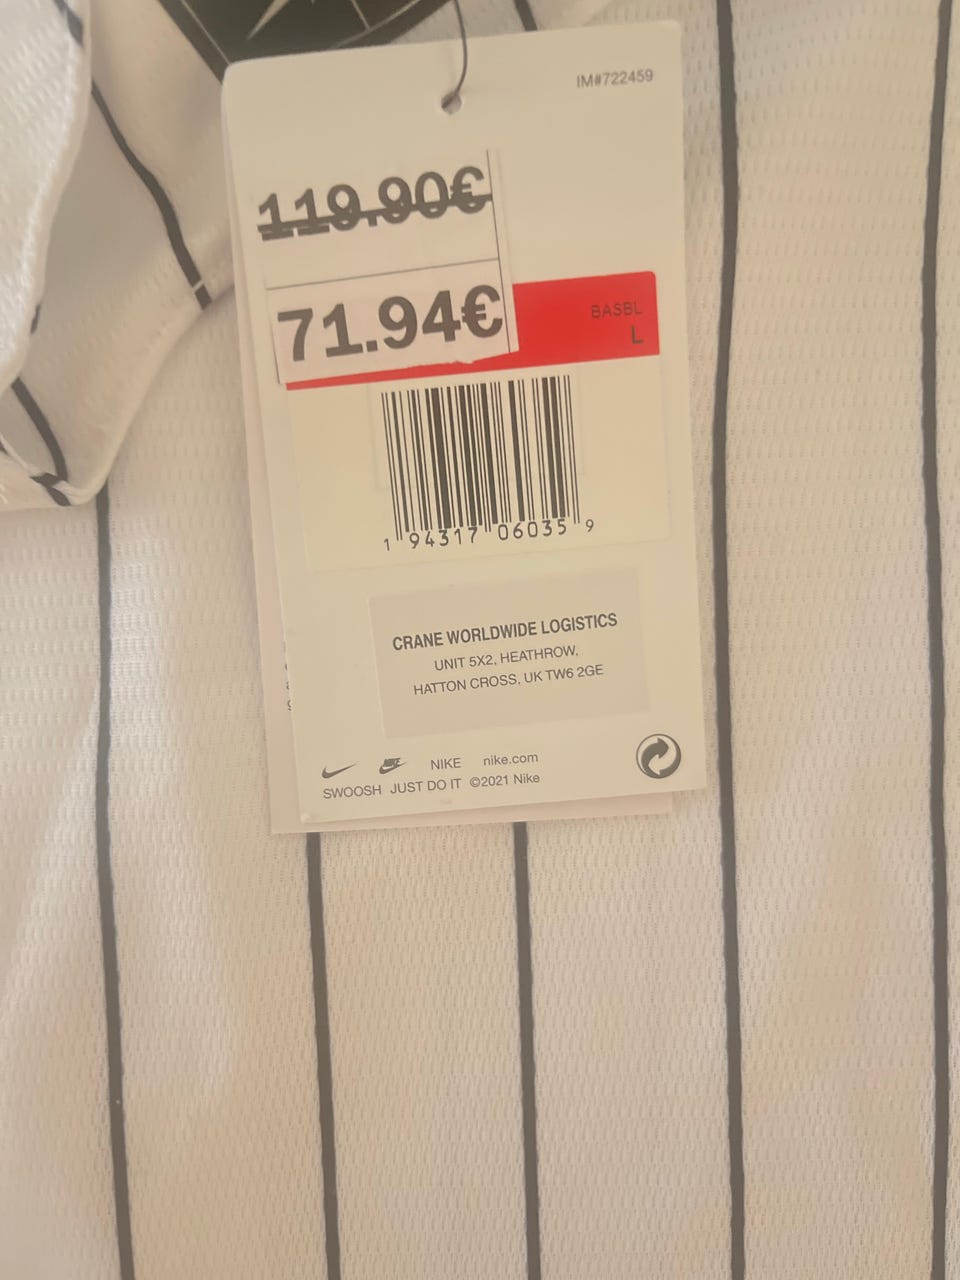 IM#722459
119.90€
71.94€
BASBL
L
1 94317 06035 9
CRANE WORLDWIDE LOGISTICS
UNIT 5X2, HEATHROW,
HATTON CROSS, UK TW6 2GE
NIKE nike.com
SWOOSH JUST DO IT ©2021 Nike